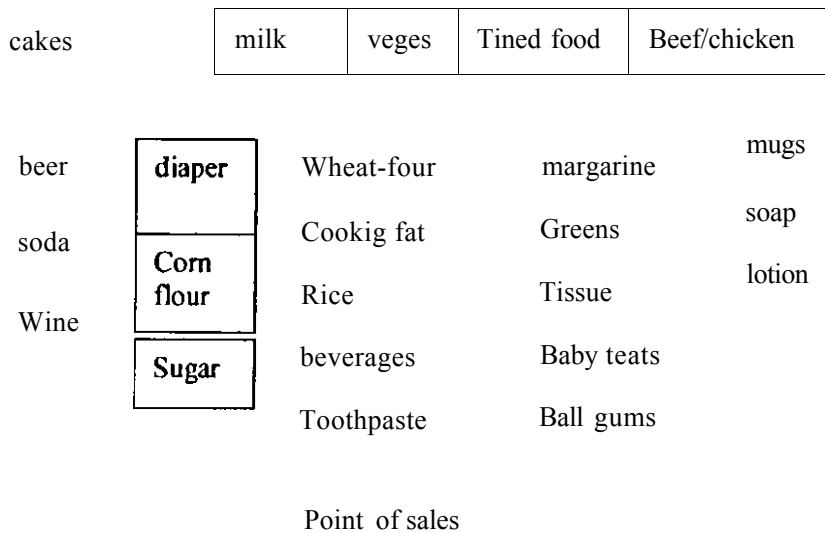 cakes
milk
veges
Tined food
Beef/chicken
beer
diaper
Wheat-four
margarine
mugs
soda
Cookig fat
Greens
soap
Corn
flour
Rice
Tissue
lotion
Wine
Sugar
beverages
Baby teats
Toothpaste
Ball gums
Point of sales